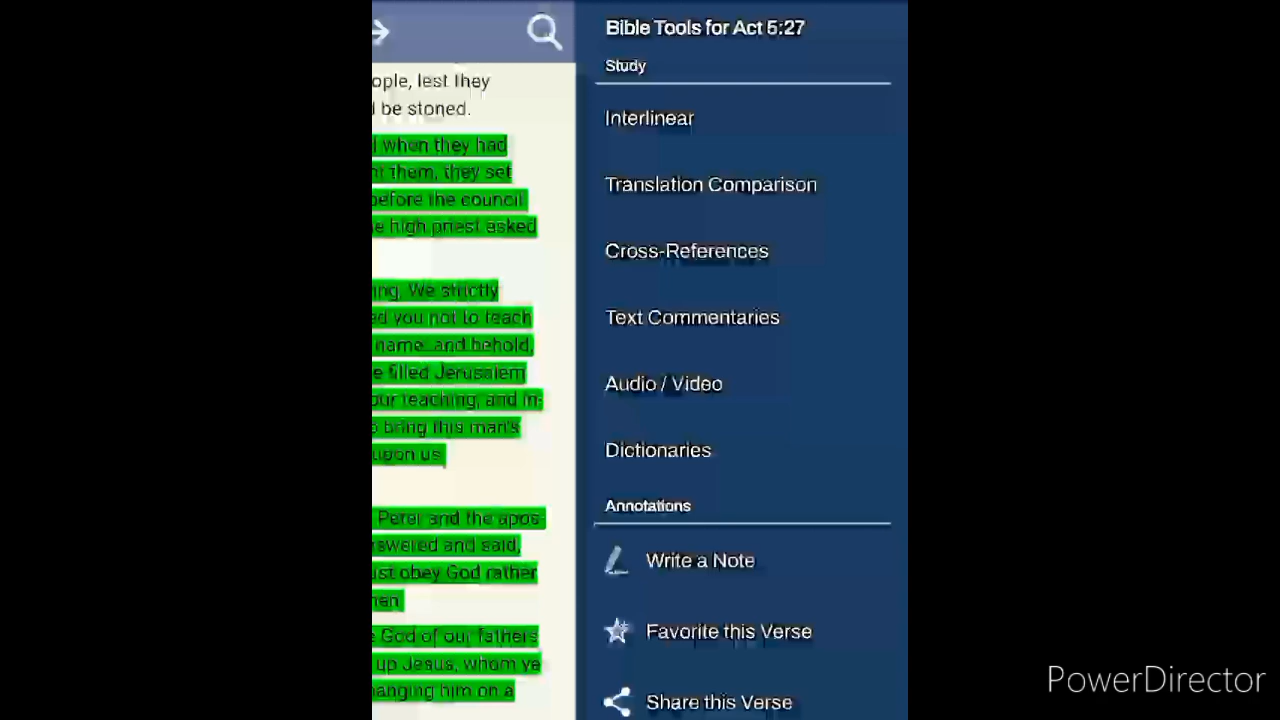 ople, lest they
be stoned.
when they had
them, they set
before the council
high priest asked
We strictly
you not to teach
name, and behold,
filled Jerusalem
teaching, and in-
bring this man's
upon us.
Peter and the apos-
swered and said,
ust obey God rather
God of our fathers
up Jesus, whom ye
hanging him on a
Bible Tools for Act 5:27
Study
Interlinear
Translation Comparison
Cross-References
Text Commentaries
Audio / Video
Dictionaries
Annotations
Write a Note
Favorite this Verse
Share this Verse
PowerDirector